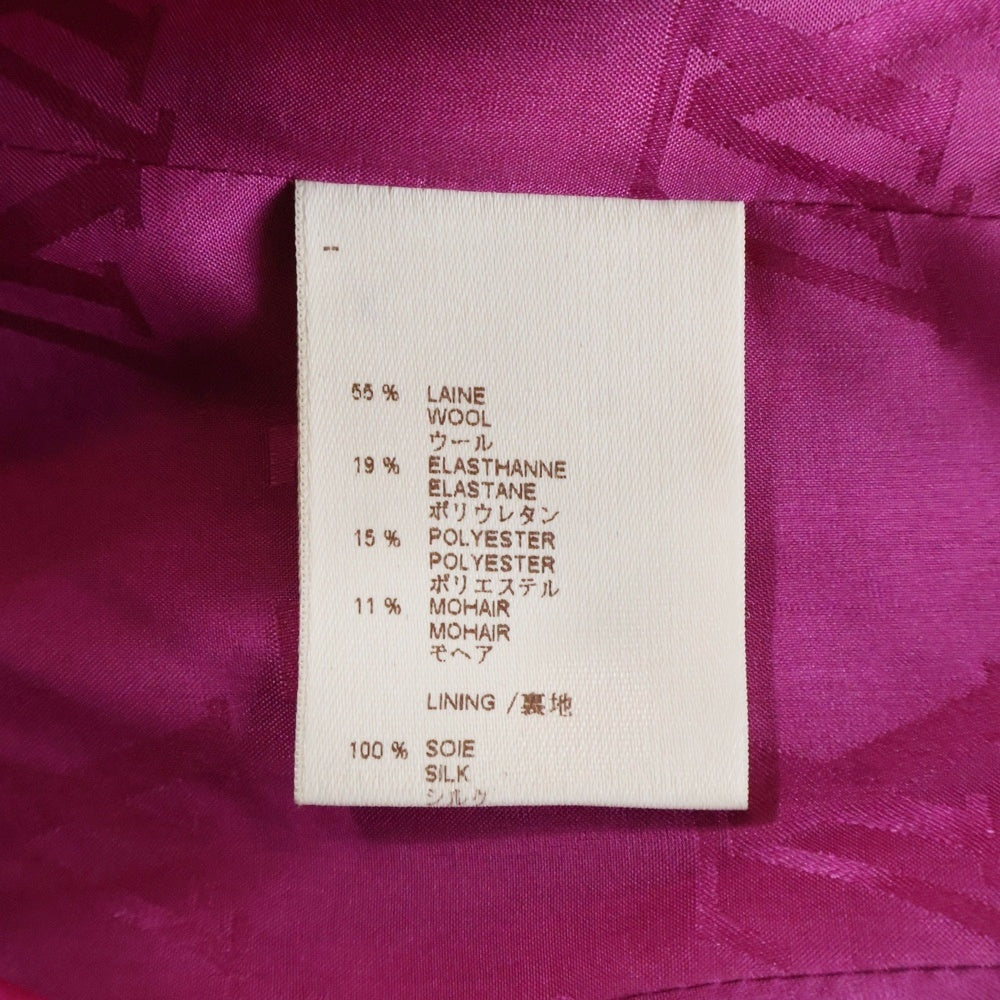 --
55 % LAINE
WOOL
ウール
19 % ELASTHANNE
ELASTANE
ポリウレタン
15 % POLYESTER
POLYESTER
ポリエステル
11 % MOHAIR
MOHAIR
モヘア
LINING /裏地
100 % SOIE
SILK
シルク